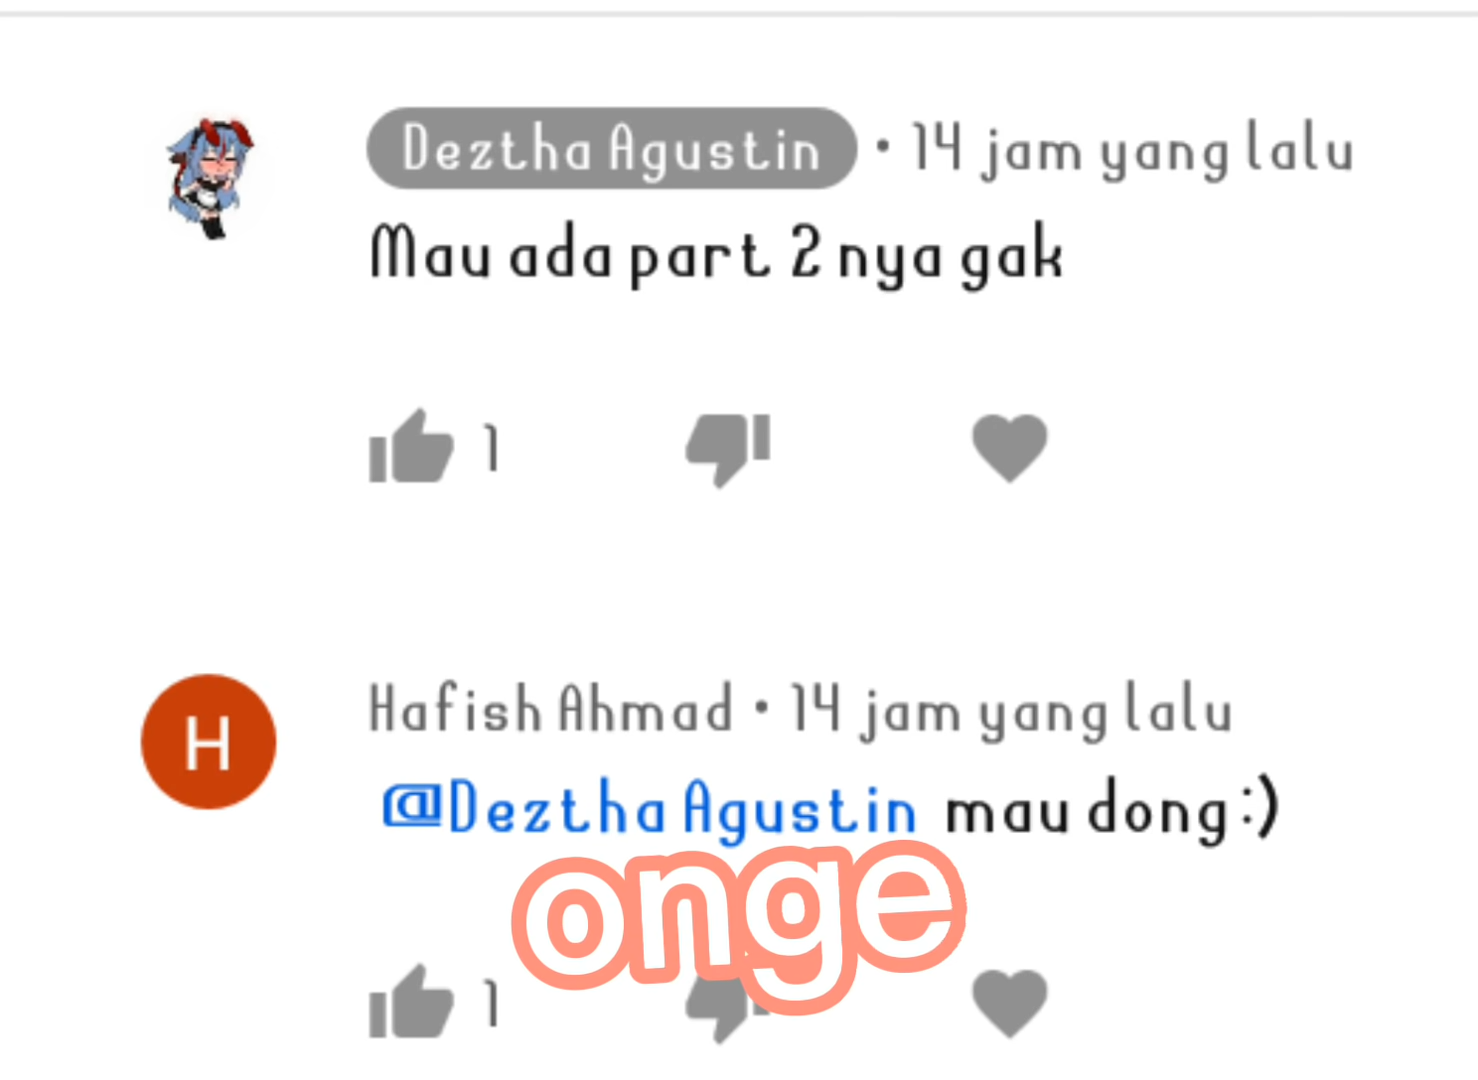 Deztha Agustin • 14 jam yang lalu
Mau ada part 2 nya gak
1
H
Hafish Ahmad • 14 jam yang lalu
@Deztha Agustin mau dong :)
onge
1